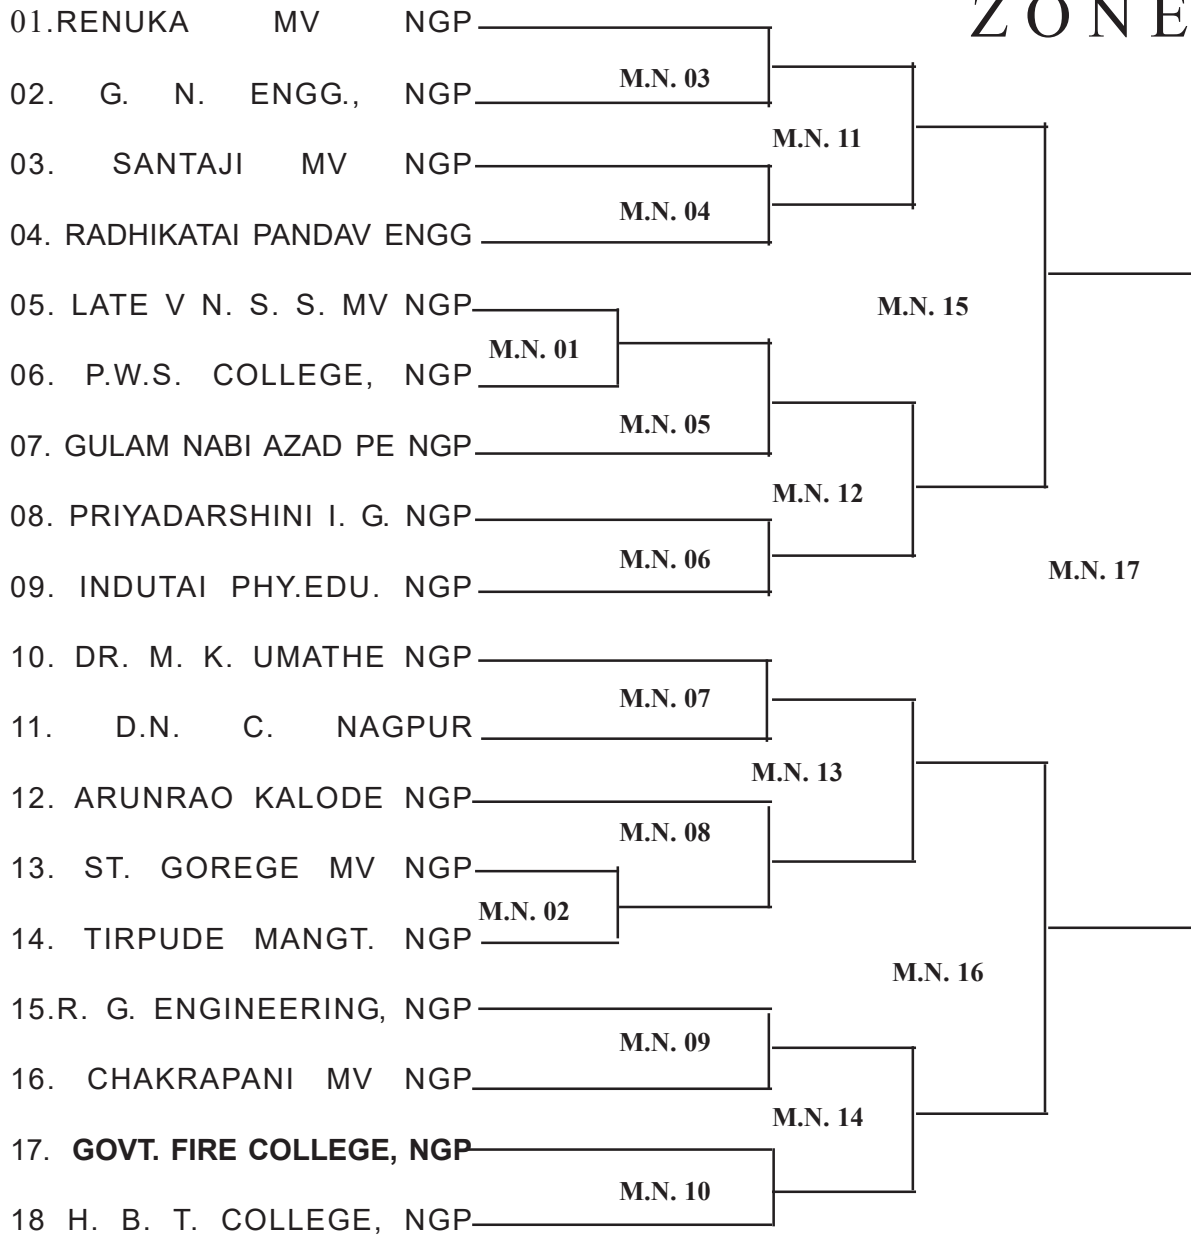 01.RENUKA MV NGP
ZONE
M.N. 03
02. G. N. ENGG., NGP
M.N. 11
03. SANTAJI MV NGP
M.N. 04
04. RADHIKATAI PANDAV ENGG
05. LATE V N. S. S. MV NGP
M.N. 15
M.N. 01
06. P.W.S. COLLEGE, NGP
M.N. 05
07. GULAM NABI AZAD PE NGP
M.N. 12
08. PRIYADARSHINI I. G. NGP
M.N. 06
M.N. 17
09. INDUTAI PHY.EDU. NGP
10. DR. M. K. UMATHE NGP
M.N. 07
11. D.N. C. NAGPUR
M.N. 13
12. ARUNRAO KALODE NGP
M.N. 08
13. ST. GOREGE MV NGP
M.N. 02
14. TIRPUDE MANGT. NGP
M.N. 16
15.R. G. ENGINEERING, NGP
M.N. 09
16. CHAKRAPANI MV NGP
M.N. 14
17. GOVT. FIRE COLLEGE, NGP
M.N. 10
18 H. B. T. COLLEGE, NGP